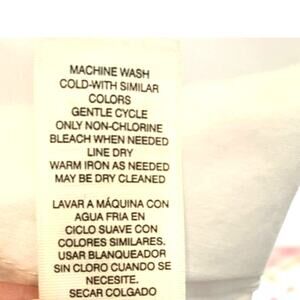 MACHINE WASH
COLD-WITH SIMILAR
COLORS
GENTLE CYCLE
ONLY NON-CHLORINE
BLEACH WHEN NEEDED
LINE DRY
WARM IRON AS NEEDED
MAY BE DRY CLEANED
LAVAR A MÁQUINA CON
AGUA FRIA EN
CICLO SUAVE CON
COLORES SIMILARES.
USAR BLANQUEADOR
SIN CLORO CUANDO SE
NECESITE.
SECAR COLGADO